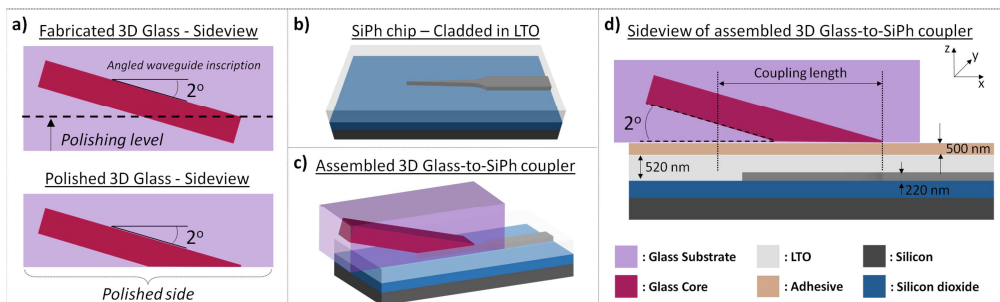 a)
Fabricated 3D Glass - Sideview
Angled waveguide inscription
2°
Polishing level
Polished 3D Glass - Sideview
2°
Polished side
b)
SiPh chip – Cladded in LTO
c)
Assembled 3D Glass-to-SiPh coupler
d)
Sideview of assembled 3D Glass-to-SiPh coupler
z
y
x
Coupling length
2°
500 nm
520 nm
220 nm
: Glass Substrate
: LTO
: Silicon
: Glass Core
: Adhesive
: Silicon dioxide